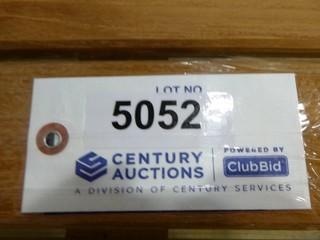 LOT NO
5052
CENTURY AUCTIONS
POWERED BY
ClubBid
A DIVISION OF CENTURY SERVICES